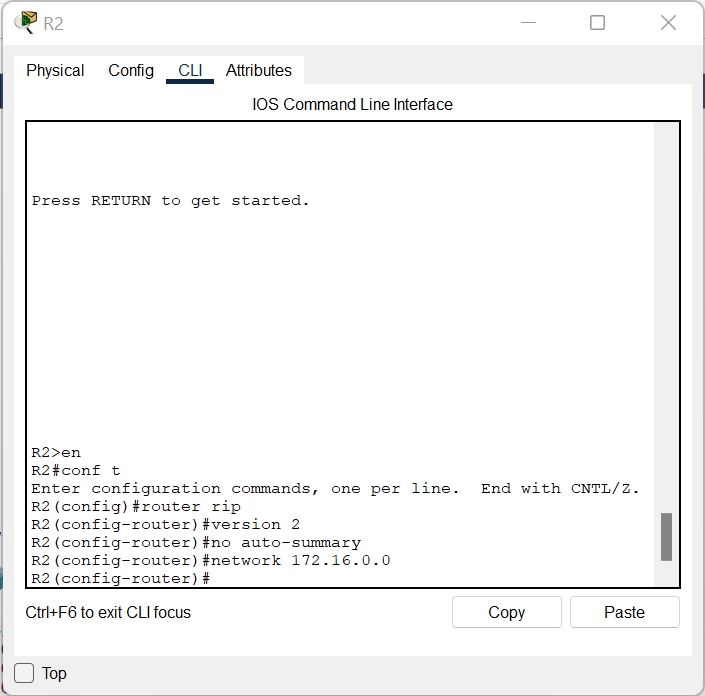 R2
Physical Config CLI Attributes
IOS Command Line Interface
Press RETURN to get started.
R2>en
R2#conf t
Enter configuration commands, one per line.  End with CNTL/Z.
R2(config)#router rip
R2(config-router)#version 2
R2(config-router)#no auto-summary
R2(config-router)#network 172.16.0.0
R2(config-router)#
Ctrl+F6 to exit CLI focus
Copy Paste
Top